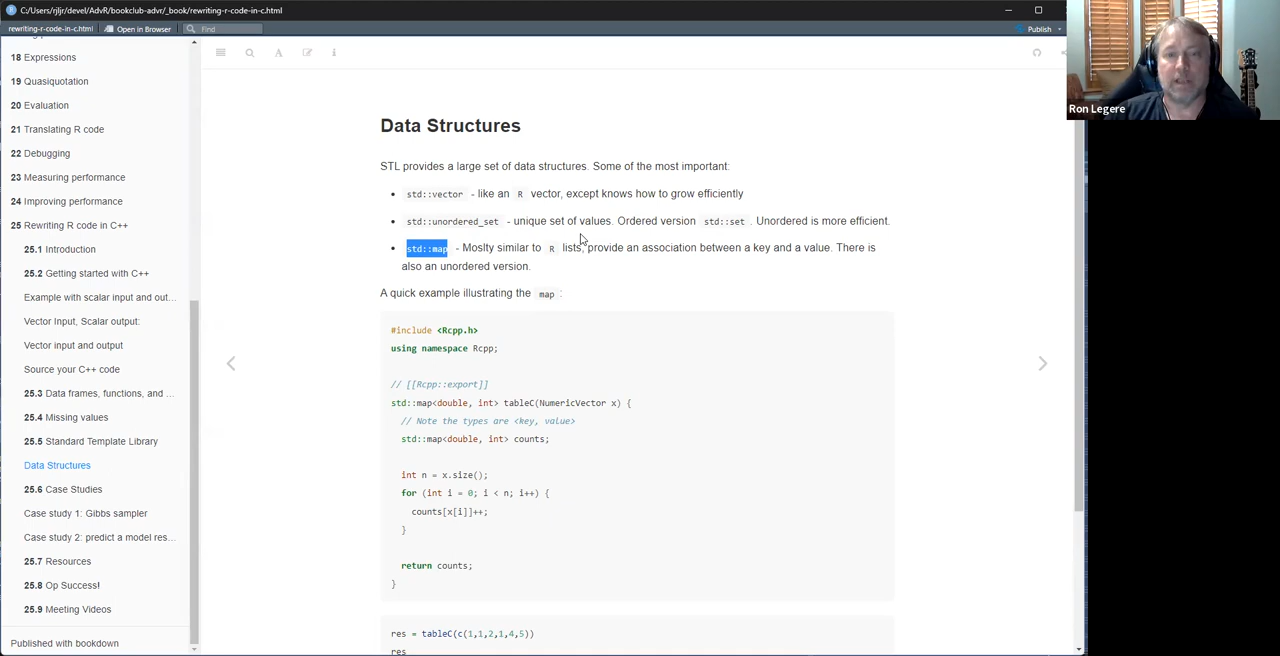 C:/Users/rjljr/devel/AdvR/bookclub-advr/_book/rewriting-r-code-in-c.html
rewriting-r-code-in-c.html
Open in Browser
Find
Publish
Ron Legere
18 Expressions
19 Quasiquotation
20 Evaluation
21 Translating R code
22 Debugging
23 Measuring performance
24 Improving performance
25 Rewriting R code in C++
25.1 Introduction
25.2 Getting started with C++
Example with scalar input and out...
Vector Input, Scalar output:
Vector input and output
Source your C++ code
25.3 Data frames, functions, and ...
25.4 Missing values
25.5 Standard Template Library
Data Structures
25.6 Case Studies
Case study 1: Gibbs sampler
Case study 2: predict a model res...
25.7 Resources
25.8 Op Success!
25.9 Meeting Videos
Published with bookdown
Data Structures
STL provides a large set of data structures. Some of the most important:
• std::vector - like an R vector, except knows how to grow efficiently
• std::unordered_set - unique set of values. Ordered version std::set . Unordered is more efficient.
• std::map - Moslty similar to R lists, provide an association between a key and a value. There is
also an unordered version.
A quick example illustrating the map :
#include <Rcpp.h>
using namespace Rcpp;
// [[Rcpp::export]]
std::map<double, int> tableC(NumericVector x) {
// Note the types are <key, value>
std::map<double, int> counts;
int n = x.size();
for (int i = 0; i < n; i++) {
counts[x[i]]++;
}
return counts;
}
res = tableC(c(1,1,2,1,4,5))
res